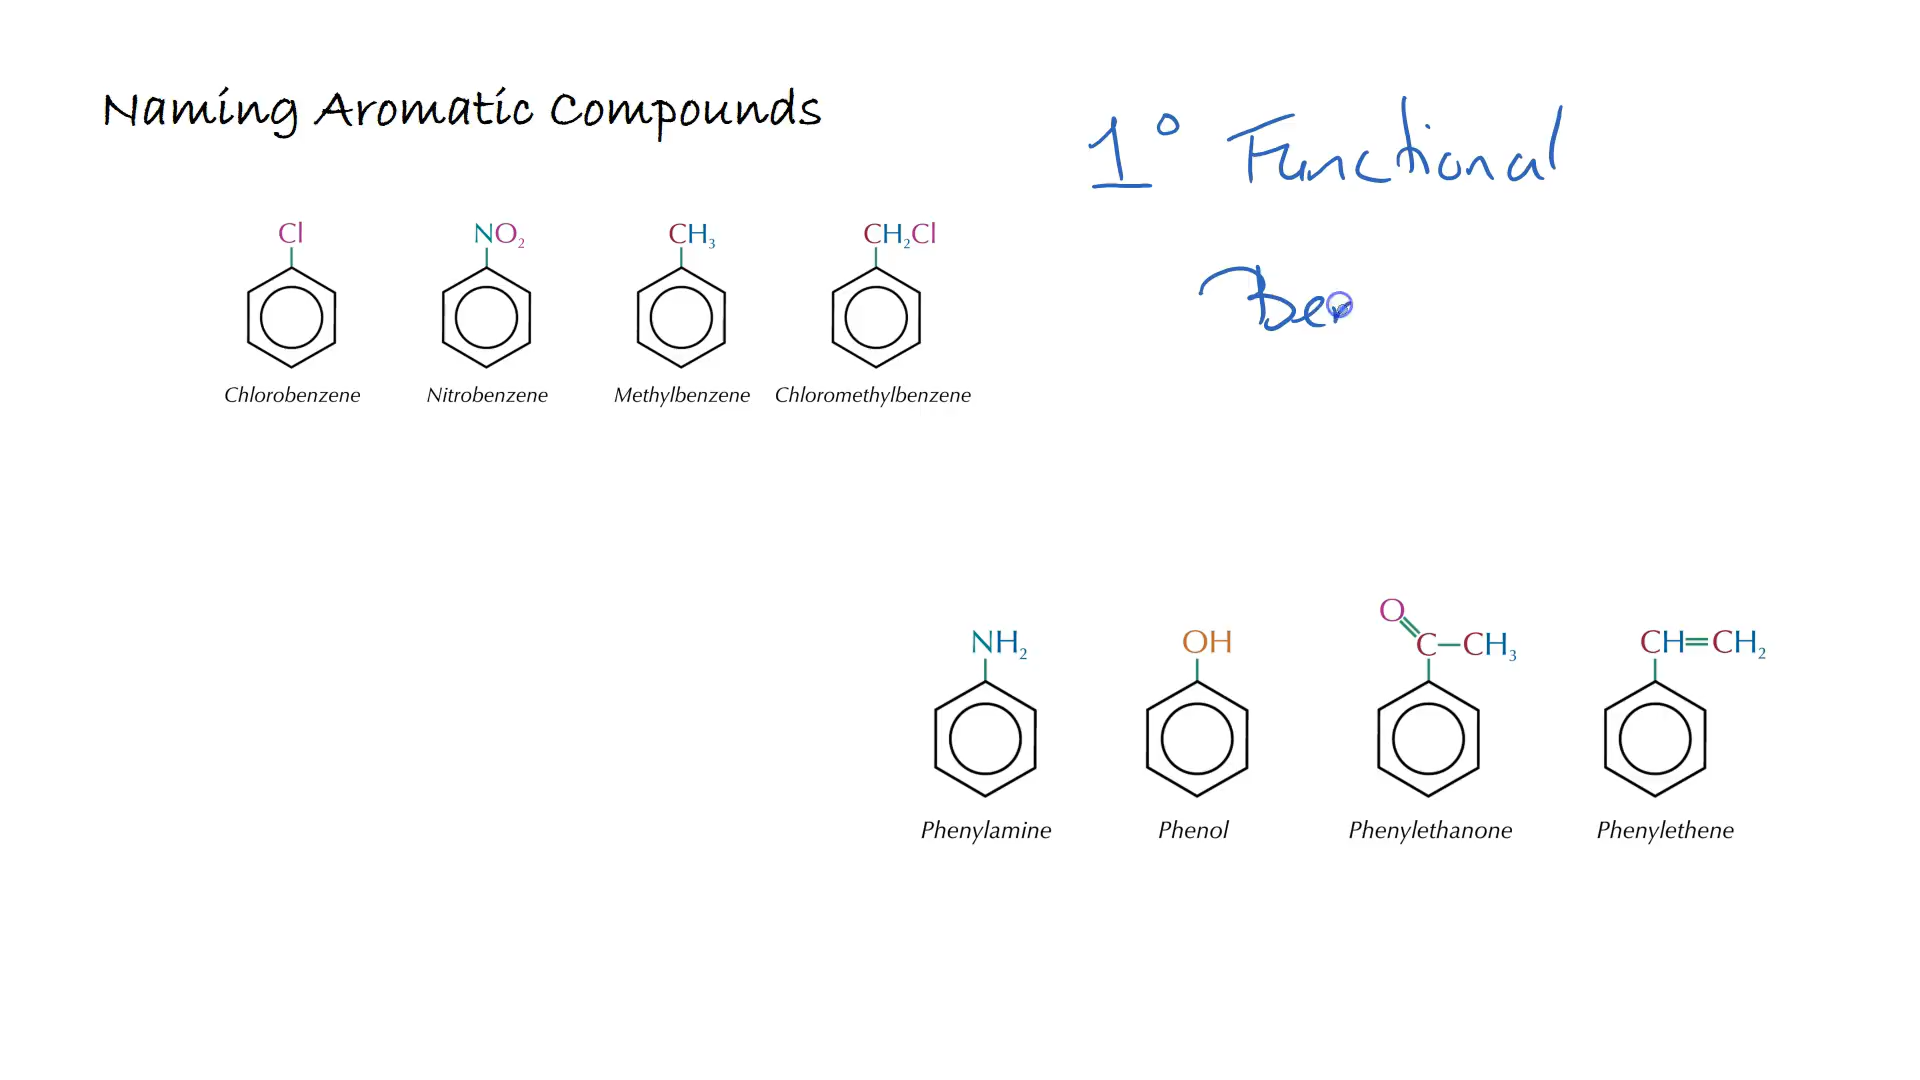 Naming Aromatic Compounds
1° Functional
Cl
NO₂
CH₃
CH₂Cl
Ben
Chlorobenzene
Nitrobenzene
Methylbenzene
Chloromethylbenzene
NH₂
OH
O
C–CH₃
CH=CH₂
Phenylamine
Phenol
Phenylethanone
Phenylethene